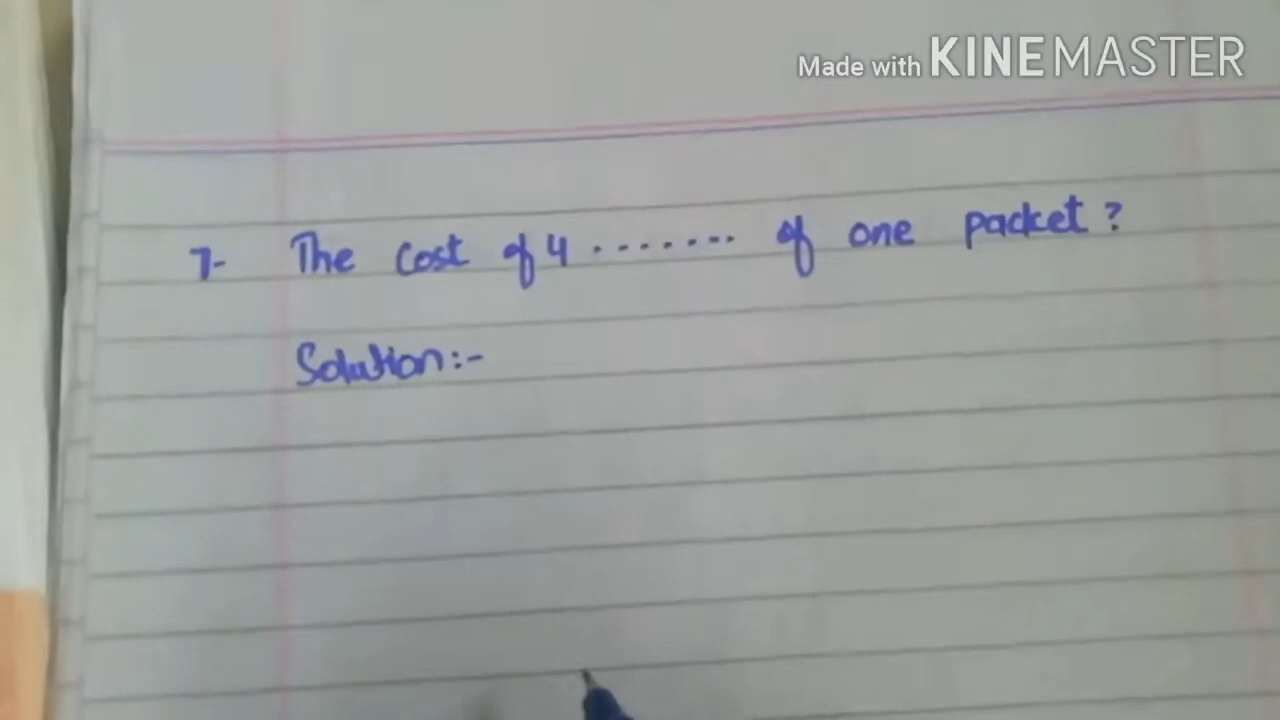 Made with KINEMASTER
7- The cost of 4 ........ of one packet?
Solution:-